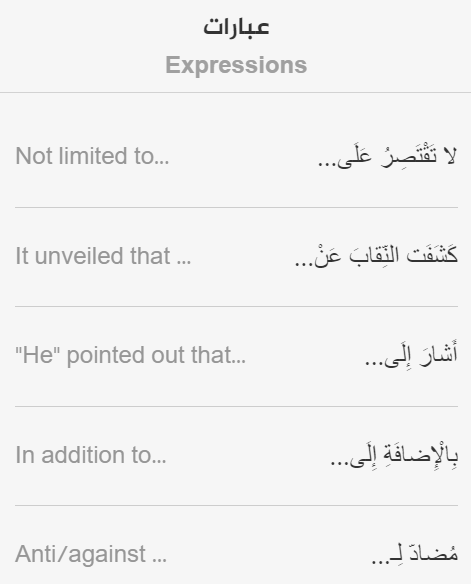 عبارات
Expressions
Not limited to... لا تَقْتَصِرُ عَلَى...
It unveiled that ... كَشَفَت النِّقابَ عَنْ...
"He" pointed out that... أَشارَ إِلَى...
In addition to... بِالْإِضافَةِ إِلَى...
Anti/against ... مُضادّ لِـ...